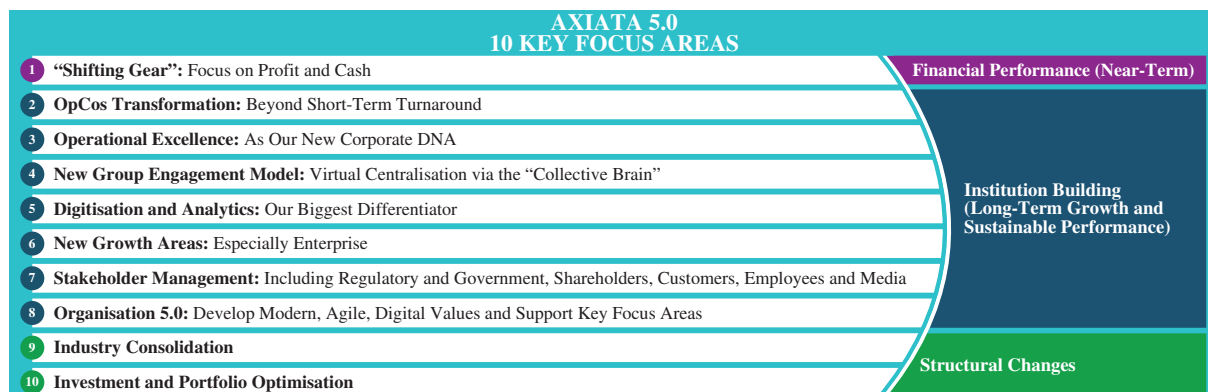 AXIATA 5.0
10 KEY FOCUS AREAS
1 “Shifting Gear”: Focus on Profit and Cash
Financial Performance (Near-Term)
2 OpCos Transformation: Beyond Short-Term Turnaround
3 Operational Excellence: As Our New Corporate DNA
4 New Group Engagement Model: Virtual Centralisation via the “Collective Brain”
5 Digitisation and Analytics: Our Biggest Differentiator
6 New Growth Areas: Especially Enterprise
7 Stakeholder Management: Including Regulatory and Government, Shareholders, Customers, Employees and Media
8 Organisation 5.0: Develop Modern, Agile, Digital Values and Support Key Focus Areas
Institution Building
(Long-Term Growth and
Sustainable Performance)
9 Industry Consolidation
10 Investment and Portfolio Optimisation
Structural Changes